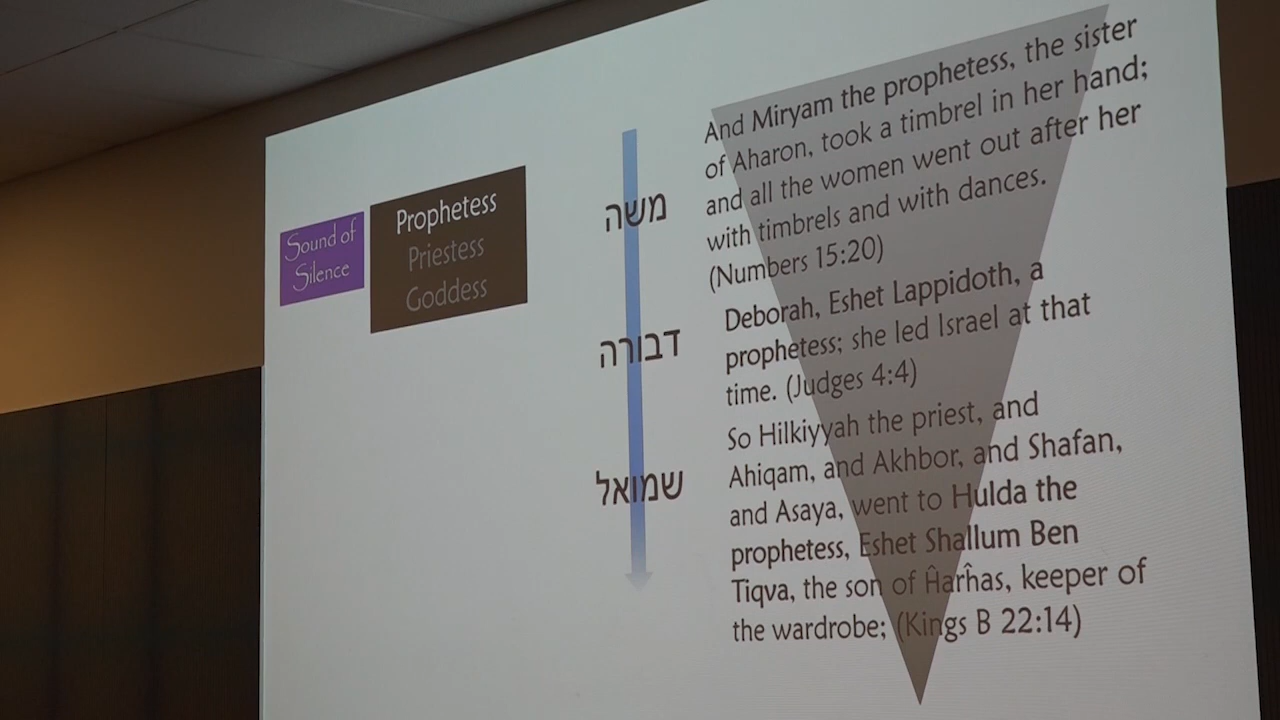 Sound of
Silence
Prophetess
Priestess
Goddess
משה
דבורה
שמואל
And Miryam the prophetess, the sister
of Aharon, took a timbrel in her hand;
and all the women went out after her
with timbrels and with dances.
(Numbers 15:20)
Deborah, Eshet Lappidoth, a
prophetess; she led Israel at that
time. (Judges 4:4)
So Hilkiyyah the priest, and
Ahiqam, and Akhbor, and Shafan,
and Asaya, went to Hulda the
prophetess, Eshet Shallum Ben
Tiqva, the son of Ĥarĥas, keeper of
the wardrobe; (Kings B 22:14)